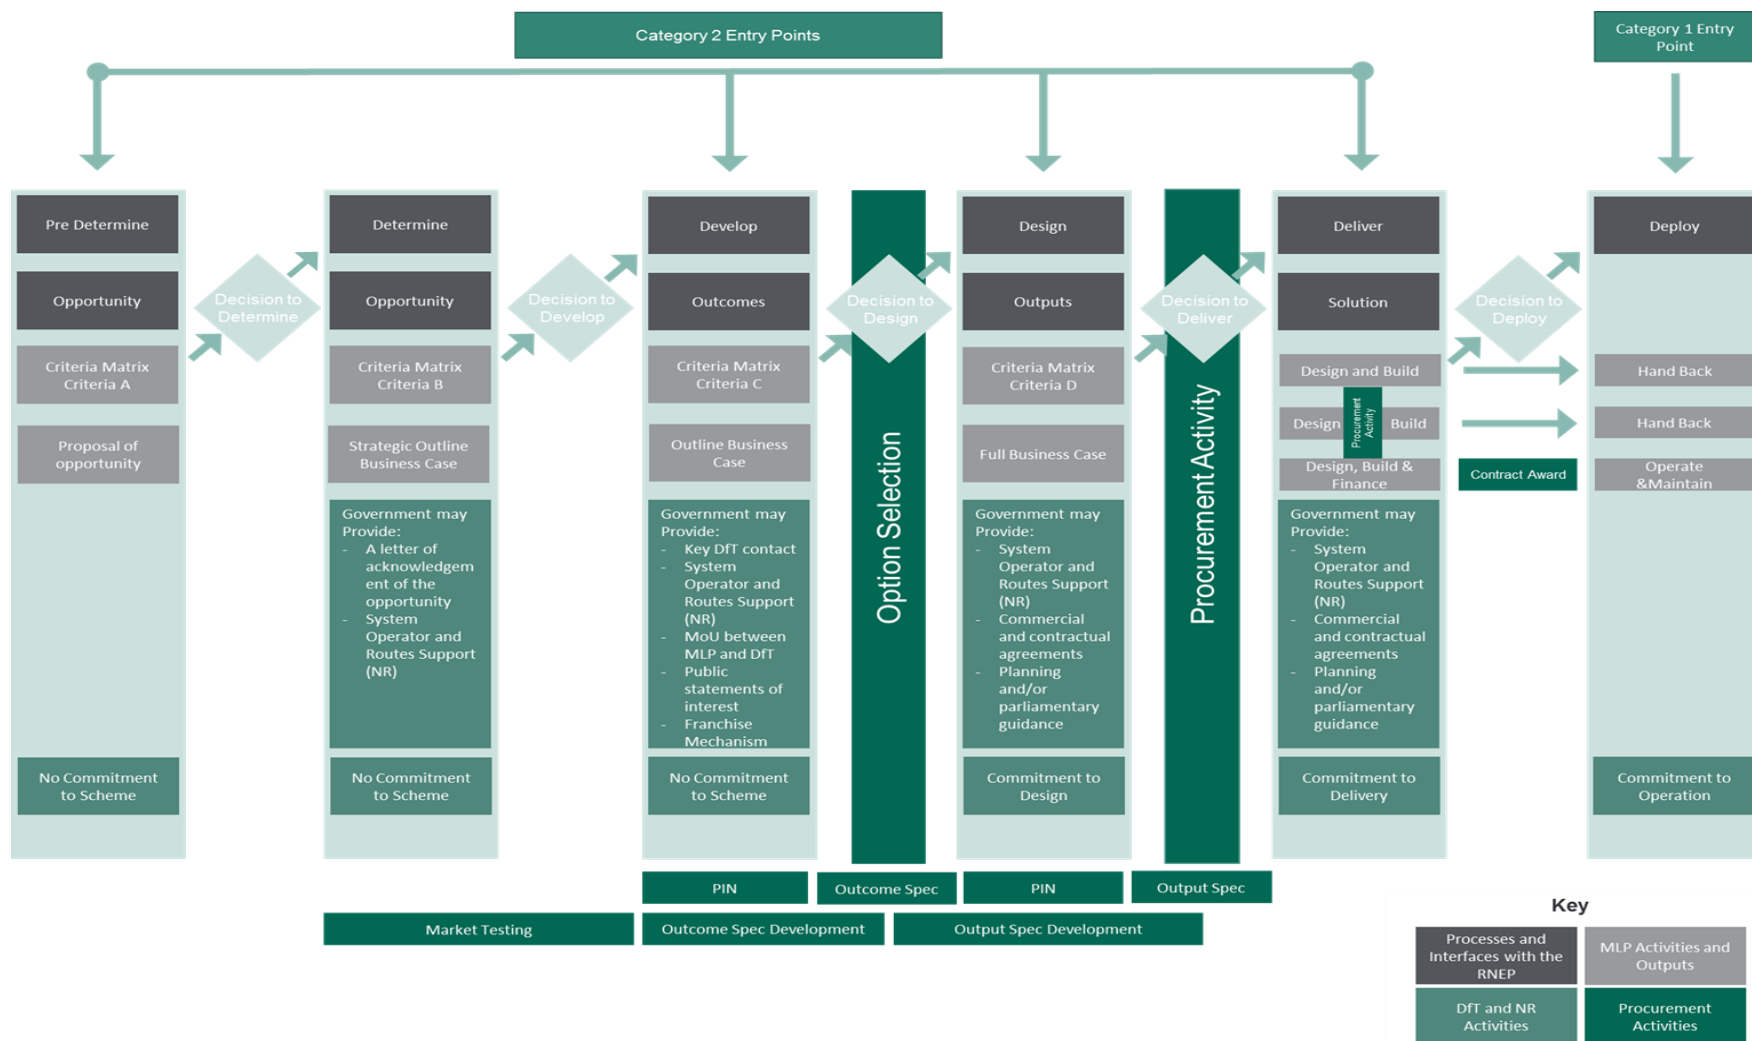 Category 2 Entry Points
Category 1 Entry
Point
Pre Determine
Opportunity
Criteria Matrix
Criteria A
Proposal of
opportunity
No Commitment
to Scheme
Decision to
Determine
Determine
Opportunity
Criteria Matrix
Criteria B
Strategic Outline
Business Case
Government may
Provide:
- A letter of
acknowledgem
ent of the
opportunity
- System
Operator and
Routes Support
(NR)
No Commitment
to Scheme
Decision to
Develop
Develop
Outcomes
Criteria Matrix
Criteria C
Outline Business
Case
Government may
Provide:
- Key DfT contact
- System
Operator and
Routes Support
(NR)
- MoU between
MLP and DfT
- Public
statements of
interest
- Franchise
Mechanism
No Commitment
to Scheme
Decision to
Design
Option Selection
Design
Outputs
Criteria Matrix
Criteria D
Full Business Case
Government may
Provide:
- System
Operator and
Routes Support
(NR)
- Commercial
and contractual
agreements
- Planning
and/or
parliamentary
guidance
Commitment to
Design
Decision to
Deliver
Procurement Activity
Deliver
Solution
Design and Build
Design
Procurement
Activity
Build
Design, Build &
Finance
Government may
Provide:
- System
Operator and
Routes Support
(NR)
- Commercial
and contractual
agreements
- Planning
and/or
parliamentary
guidance
Commitment to
Delivery
Decision to
Deploy
Contract Award
Deploy
Hand Back
Hand Back
Operate
&Maintain
Commitment to
Operation
PIN
Outcome Spec
PIN
Output Spec
Market Testing
Outcome Spec Development
Output Spec Development
Key
Processes and
Interfaces with the
RNEP
MLP Activities and
Outputs
DfT and NR
Activities
Procurement
Activities